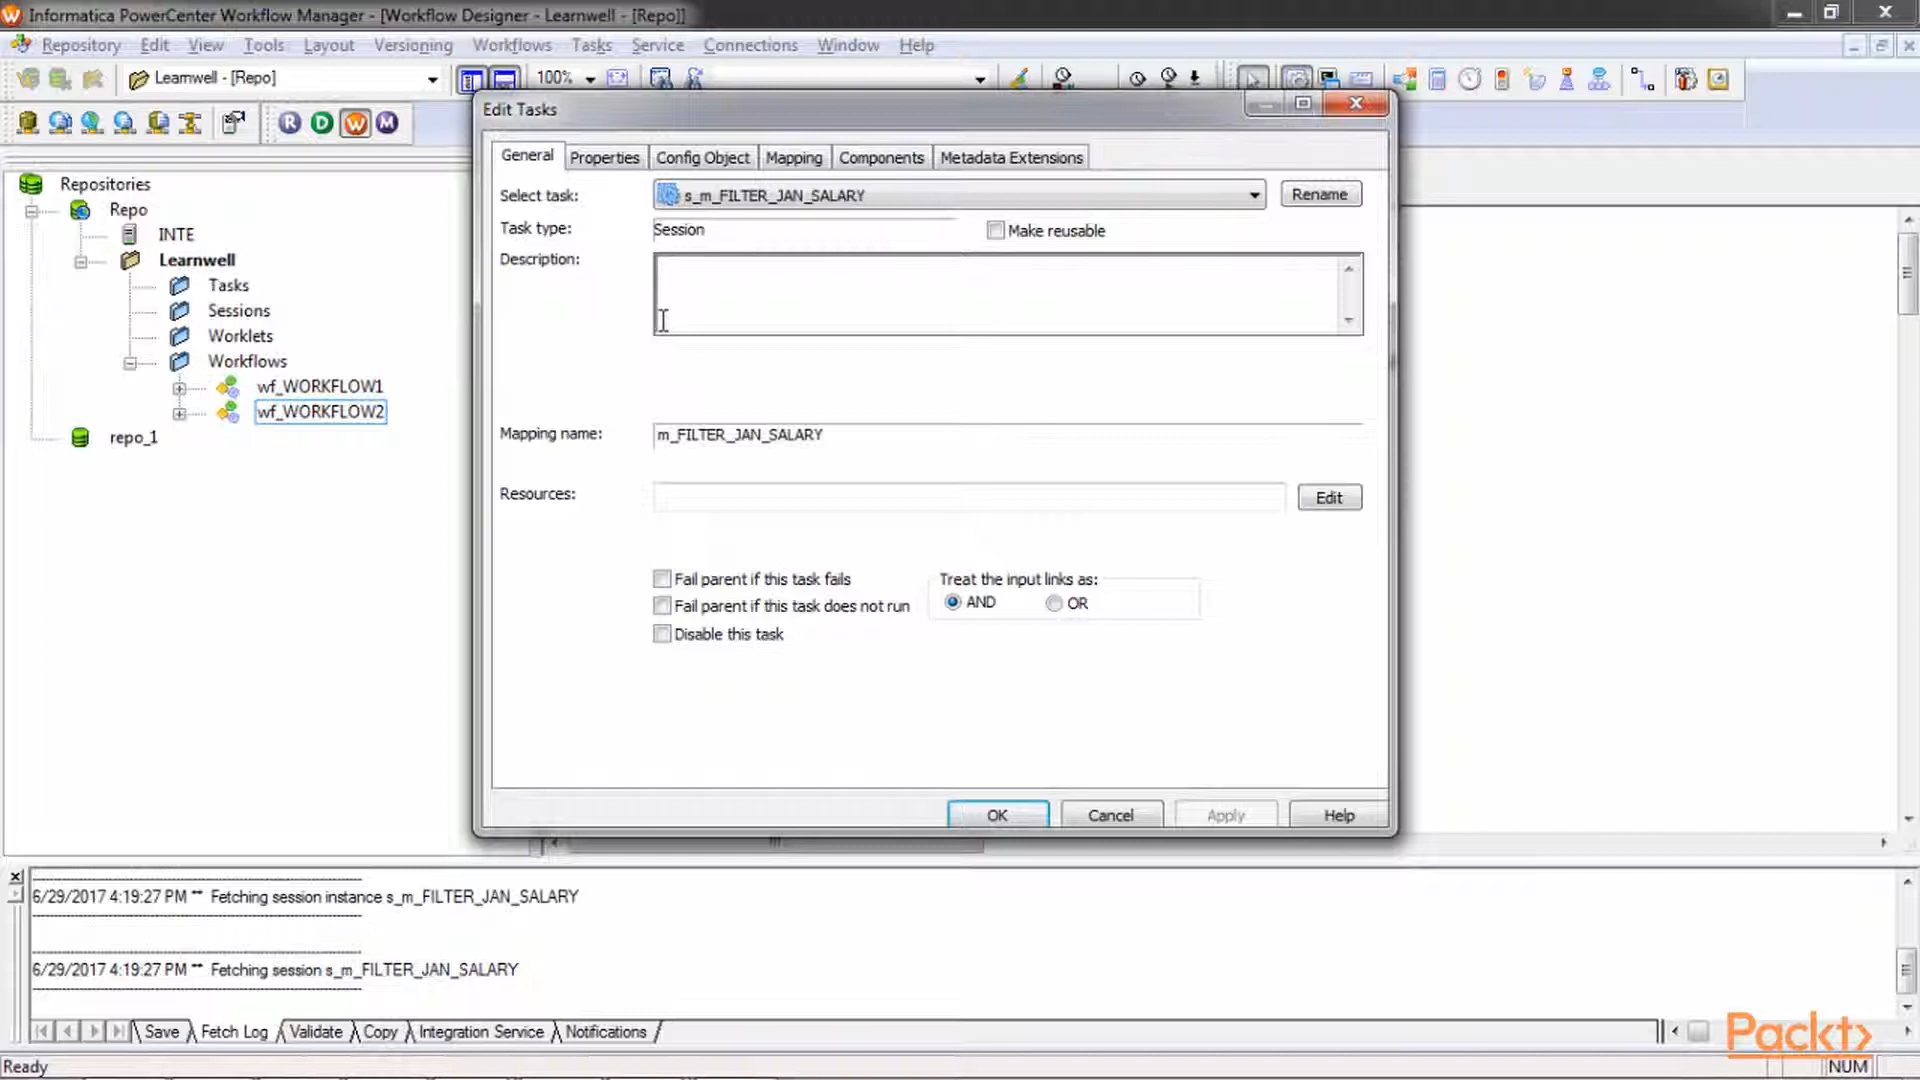 Informatica PowerCenter Workflow Manager - [Workflow Designer - Learnwell - [Repo]]
Repository Edit View Tools Layout Versioning Workflows Tasks Service Connections Window Help
Learnwell - [Repo] 100%
R D W M
Repositories
Repo
INTE
Learnwell
Tasks
Sessions
Worklets
Workflows
wf_WORKFLOW1
wf_WORKFLOW2
repo_1
Edit Tasks
General Properties Config Object Mapping Components Metadata Extensions
Select task: s_m_FILTER_JAN_SALARY Rename
Task type: Session Make reusable
Description:
Mapping name: m_FILTER_JAN_SALARY
Resources: Edit
Fail parent if this task fails Treat the input links as:
Fail parent if this task does not run AND OR
Disable this task
OK Cancel Apply Help
6/29/2017 4:19:27 PM ** Fetching session instance s_m_FILTER_JAN_SALARY
6/29/2017 4:19:27 PM ** Fetching session s_m_FILTER_JAN_SALARY
Save Fetch Log Validate Copy Integration Service Notifications
Packt>
Ready NUM